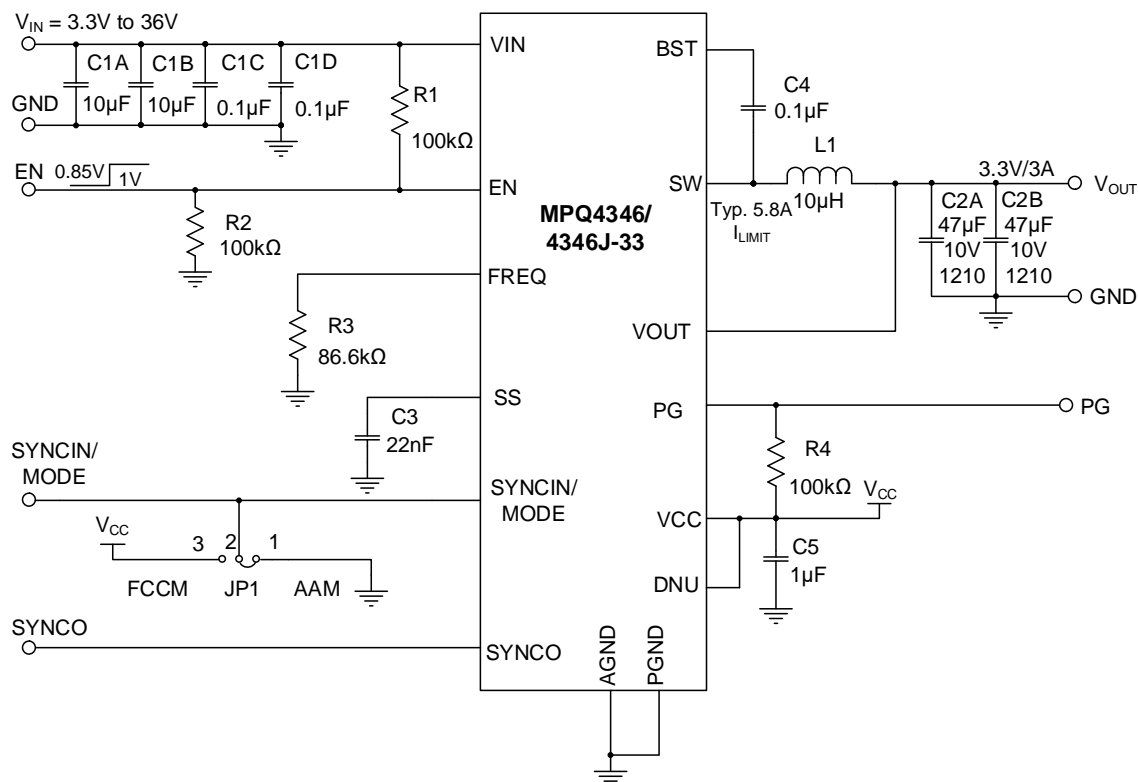 V_IN = 3.3V to 36V
C1A C1B C1C C1D
10µF 10µF 0.1µF 0.1µF
GND
R1
100kΩ
EN 0.85V 1V
R2
100kΩ
R3
86.6kΩ
C3
22nF
SYNCIN/
MODE
V_CC
3 2 1
FCCM JP1 AAM
SYNCO
VIN
EN
FREQ
SS
SYNCIN/
MODE
SYNCO
MPQ4346/
4346J-33
BST
SW
VOUT
PG
VCC
DNU
AGND
PGND
C4
0.1µF
L1
10µH
Typ. 5.8A
I_LIMIT
3.3V/3A
V_OUT
C2A C2B
47µF 47µF
10V 10V
1210 1210
GND
PG
R4
100kΩ
V_CC
C5
1µF